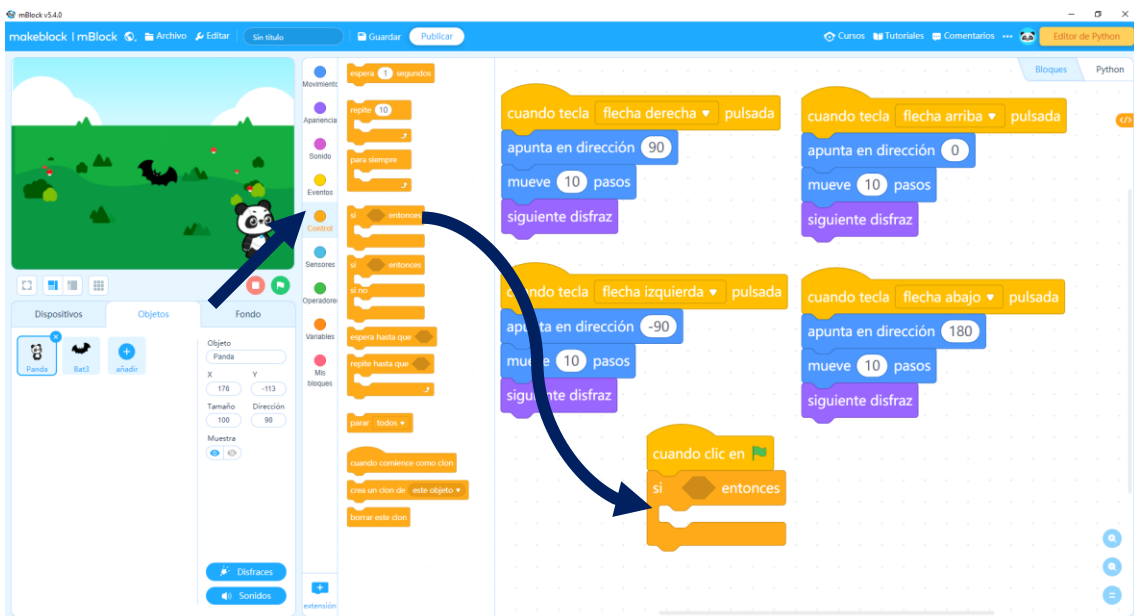 mBlock v5.4.0
makeblock | mBlock Archivo Editar Sin título Guardar Publicar Cursos Tutoriales Comentarios Editor de Python
Bloques Python
Movimiento
Apariencia
Sonido
Eventos
Control
Sensores
Operadores
Variables
Mis
bloques
extensión
espera 1 segundos
repite 10
para siempre
si entonces
si entonces
si no
espera hasta que
repite hasta que
parar todos
cuando comience como clon
crea un clon de este objeto
borrar este clon
cuando tecla flecha derecha pulsada
apunta en dirección 90
mueve 10 pasos
siguiente disfraz
cuando tecla flecha arriba pulsada
apunta en dirección 0
mueve 10 pasos
siguiente disfraz
cuando tecla flecha izquierda pulsada
apunta en dirección -90
mueve 10 pasos
siguiente disfraz
cuando tecla flecha abajo pulsada
apunta en dirección 180
mueve 10 pasos
siguiente disfraz
cuando clic en
si entonces
Dispositivos Objetos Fondo
Panda Bat3 añadir
Objeto
Panda
X Y
176 -113
Tamaño Dirección
100 90
Muestra
Disfraces
Sonidos